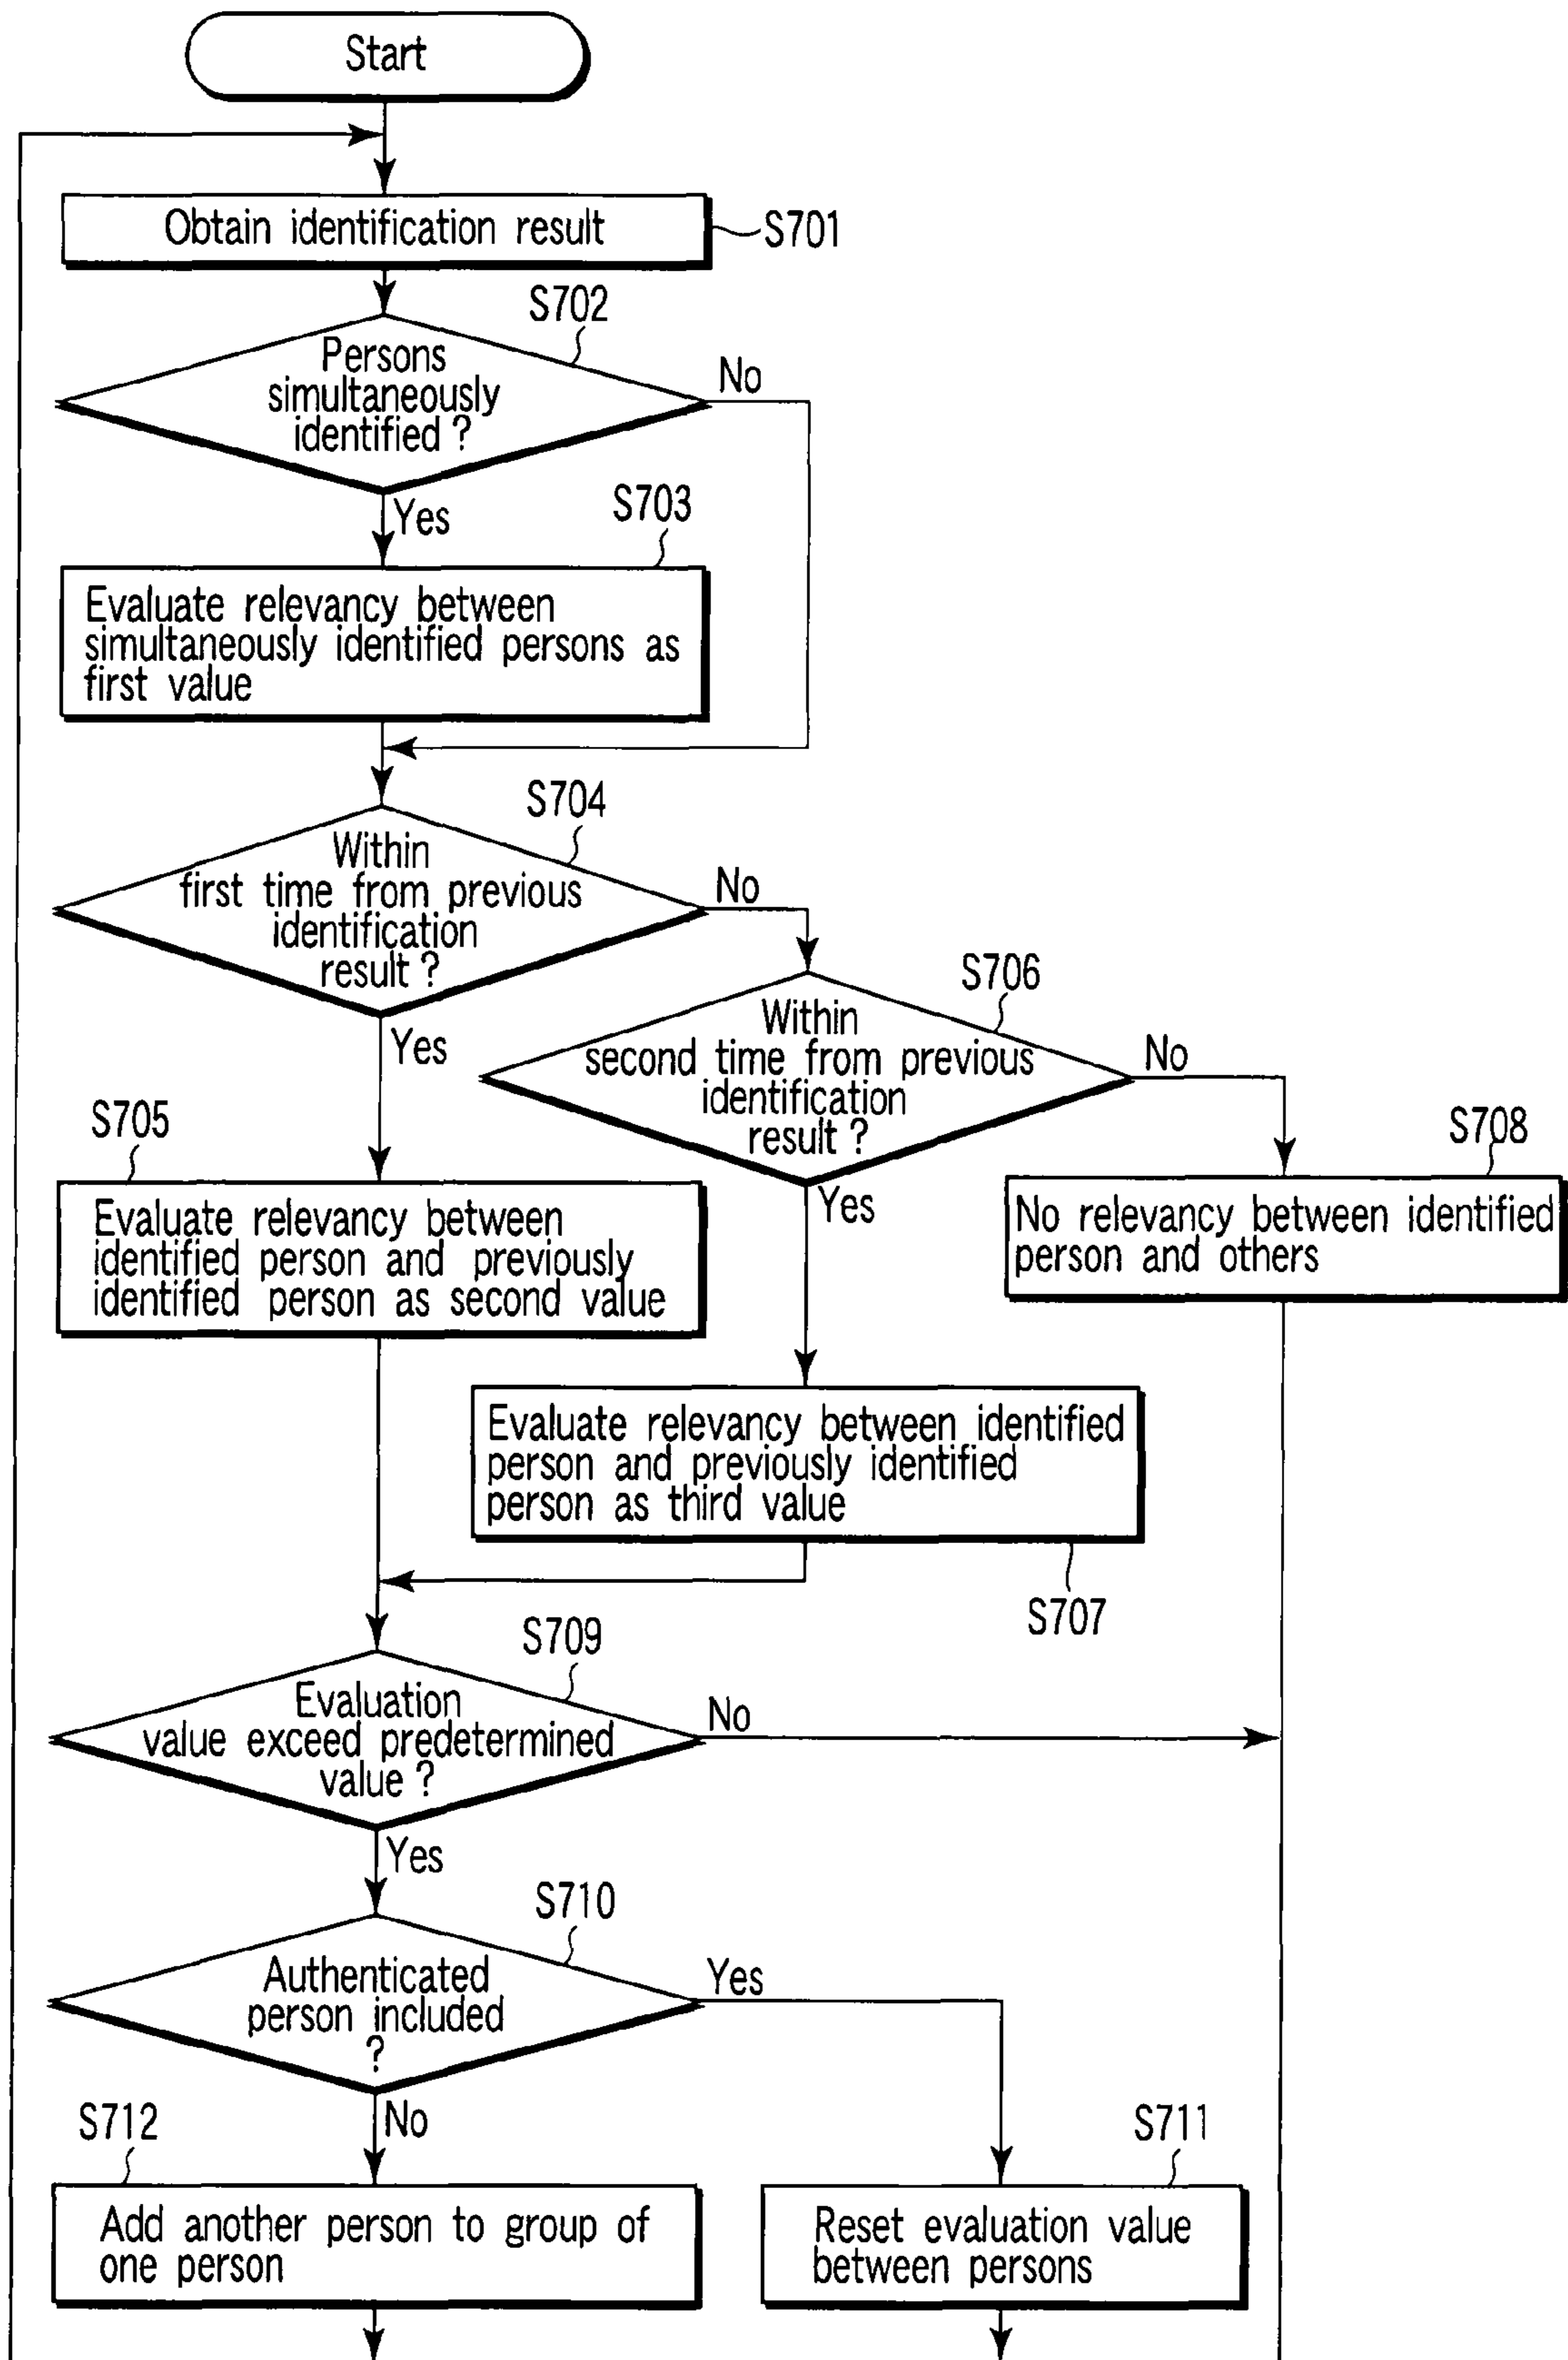 Start
Obtain identification result
S701
S702
Persons
simultaneously
identified ?
No
Yes
S703
Evaluate relevancy between
simultaneously identified persons as
first value
S704
Within
first time from previous
identification
result ?
No
Yes
S706
Within
second time from previous
identification
result ?
No
Yes
S705
Evaluate relevancy between
identified person and previously
identified person as second value
S708
No relevancy between identified
person and others
Evaluate relevancy between identified
person and previously identified
person as third value
S707
S709
Evaluation
value exceed predetermined
value ?
No
Yes
S710
Authenticated
person included
?
Yes
No
S712
Add another person to group of
one person
S711
Reset evaluation value
between persons